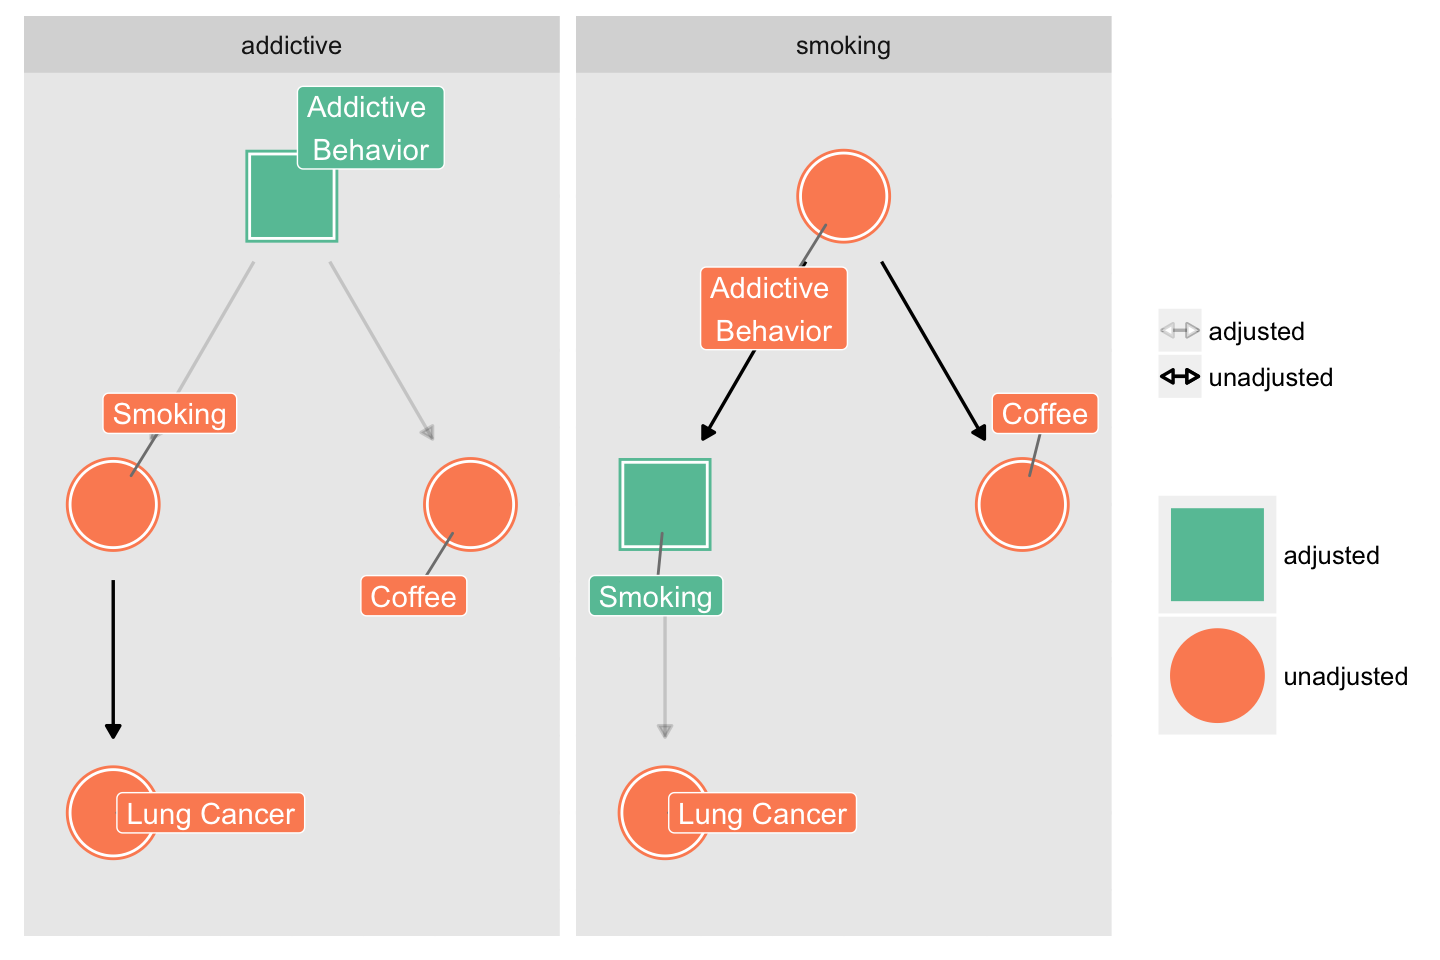 addictive
Addictive
Behavior
Smoking
Coffee
Lung Cancer
smoking
Addictive
Behavior
Coffee
Smoking
Lung Cancer
adjusted
unadjusted
adjusted
unadjusted